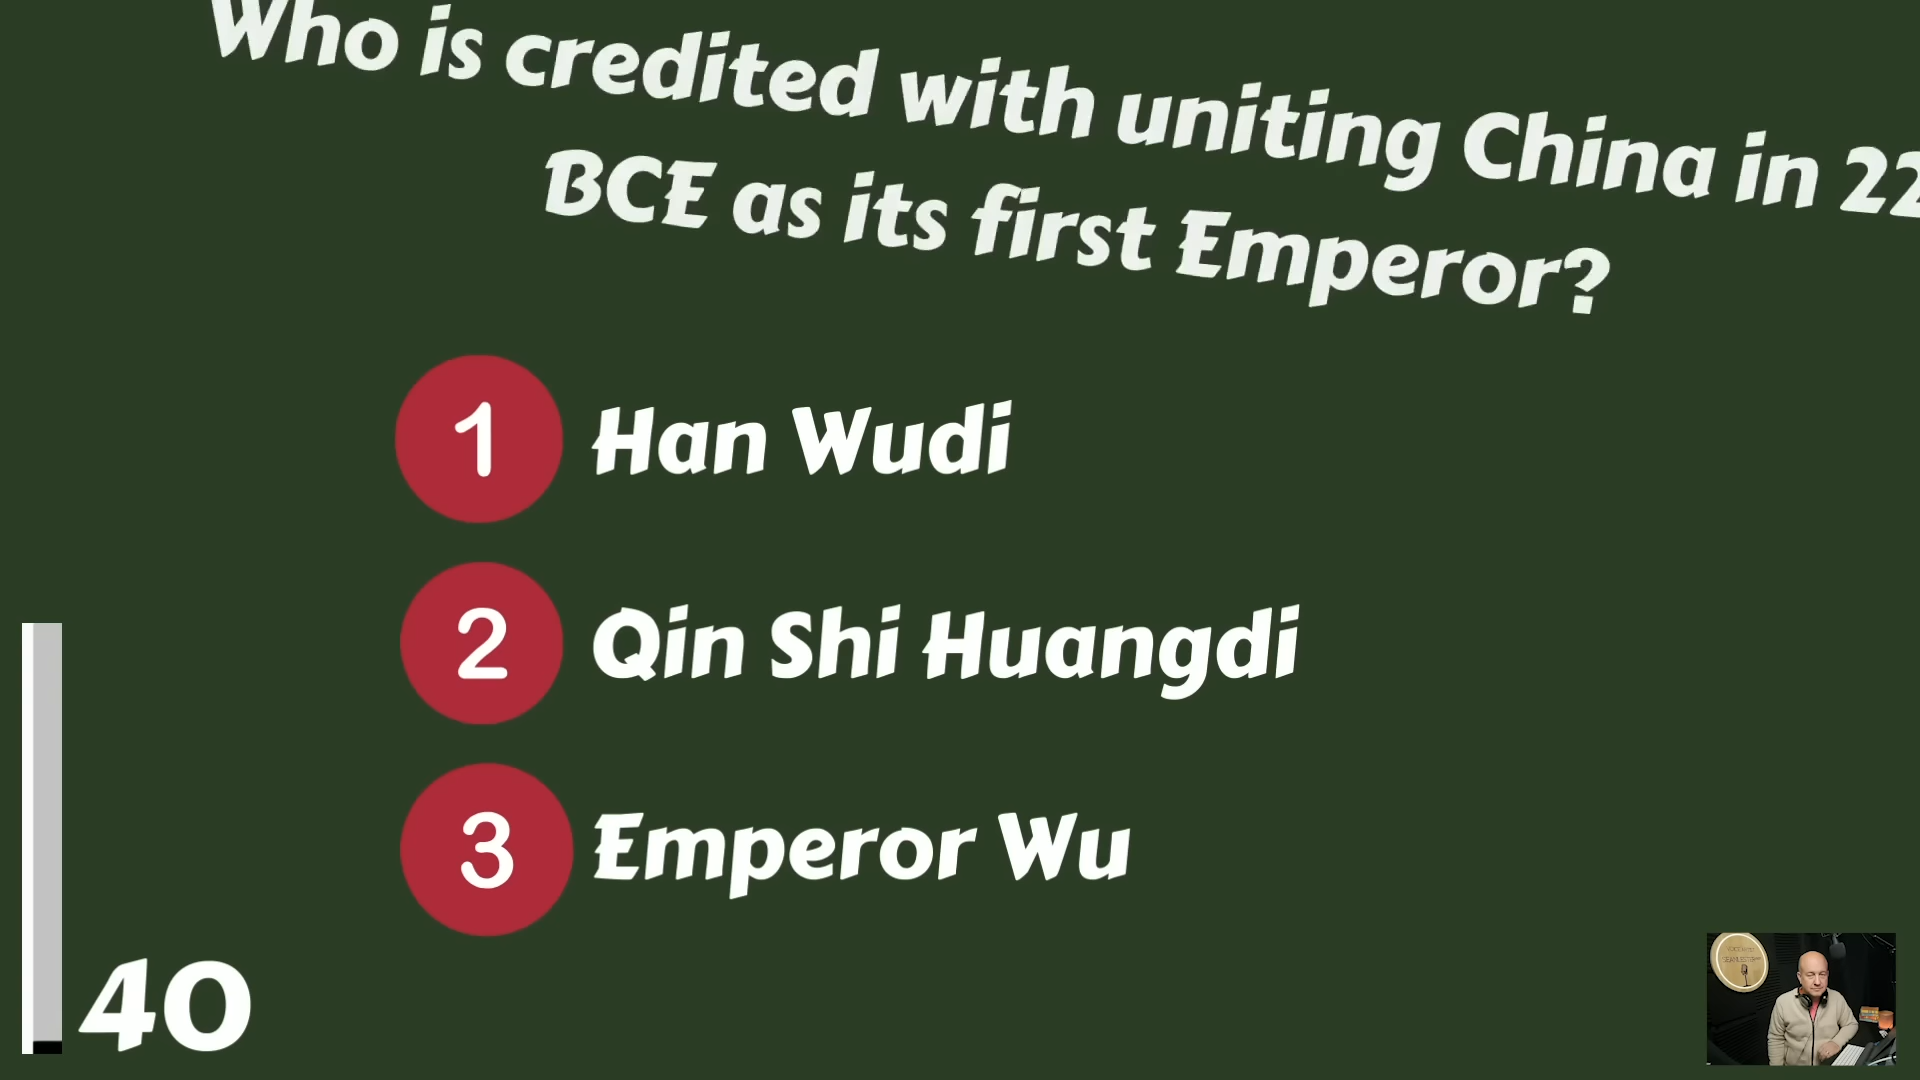 Who is credited with uniting China in 22
BCE as its first Emperor?
1 Han Wudi
2 Qin Shi Huangdi
3 Emperor Wu
40